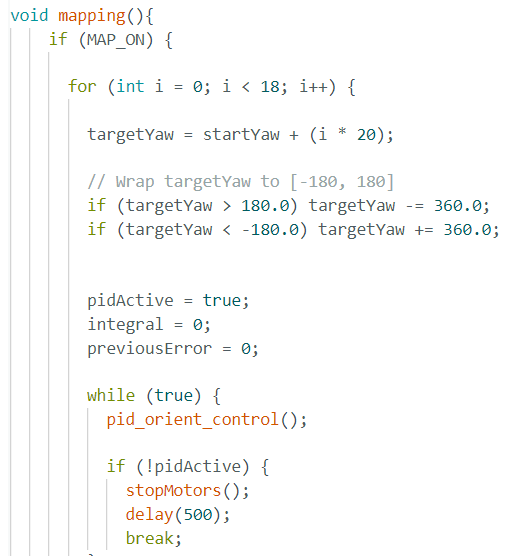 void mapping(){
if (MAP_ON) {
for (int i = 0; i < 18; i++) {
targetYaw = startYaw + (i * 20);
// Wrap targetYaw to [-180, 180]
if (targetYaw > 180.0) targetYaw -= 360.0;
if (targetYaw < -180.0) targetYaw += 360.0;
pidActive = true;
integral = 0;
previousError = 0;
while (true) {
pid_orient_control();
if (!pidActive) {
stopMotors();
delay(500);
break;